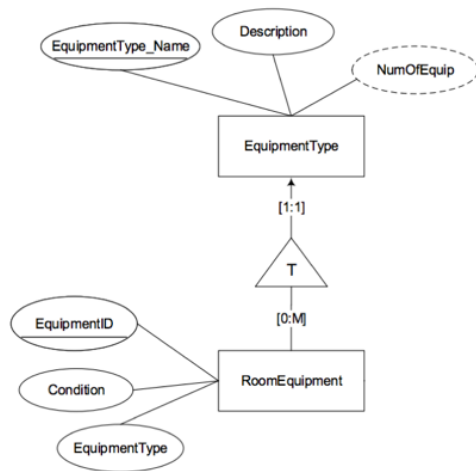 Description
EquipmentType_Name
NumOfEquip
EquipmentType
[1:1]
T
[0:M]
EquipmentID
RoomEquipment
Condition
EquipmentType